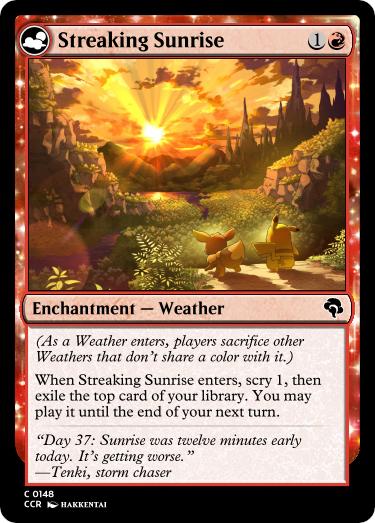 Streaking Sunrise 1
Enchantment — Weather
(As a Weather enters, players sacrifice other
Weathers that don't share a color with it.)
When Streaking Sunrise enters, scry 1, then
exile the top card of your library. You may
play it until the end of your next turn.
"Day 37: Sunrise was twelve minutes early
today. It's getting worse."
—Tenki, storm chaser
C 0148
CCR HAKKENTAI